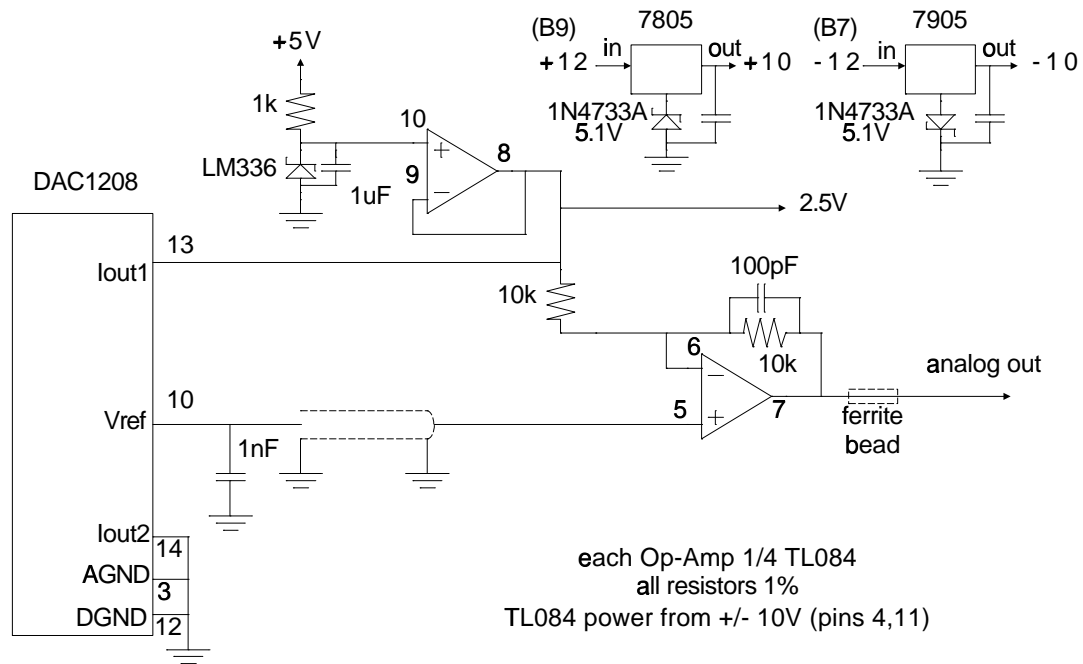 (B9)
7805
(B7)
7905
+5V
in
out
in
out
+12
+10
-12
-10
1k
1N4733A
5.1V
1N4733A
5.1V
10
8
9
LM336
1uF
DAC1208
2.5V
13
Iout1
100pF
10k
10k
6
analog out
10
5
7
Vref
ferrite
bead
1nF
Iout2
14
AGND
3
DGND
12
each Op-Amp 1/4 TL084
all resistors 1%
TL084 power from +/- 10V (pins 4,11)
+
−
−
+